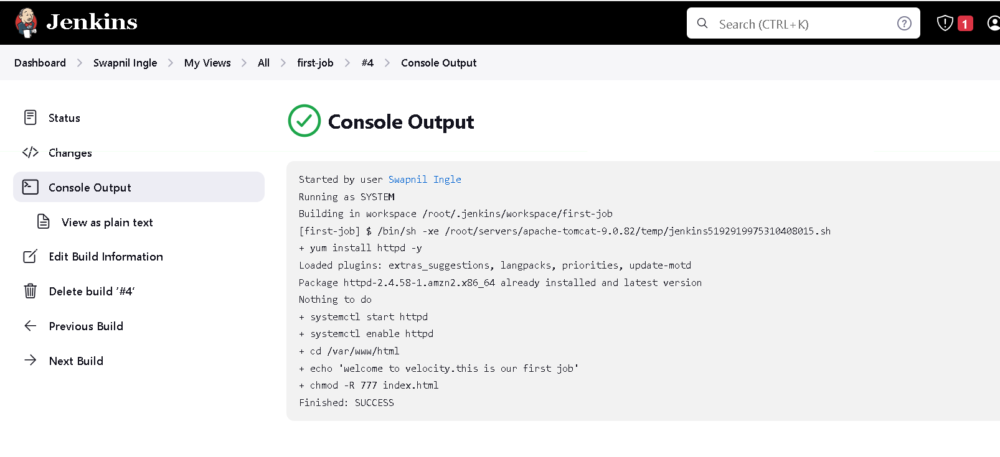 Jenkins
Search (CTRL+K)
1
Dashboard > Swapnil Ingle > My Views > All > first-job > #4 > Console Output
Status
Changes
Console Output
View as plain text
Edit Build Information
Delete build '#4'
Previous Build
Next Build
Console Output
Started by user Swapnil Ingle
Running as SYSTEM
Building in workspace /root/.jenkins/workspace/first-job
[first-job] $ /bin/sh -xe /root/servers/apache-tomcat-9.0.82/temp/jenkins5192919975310408015.sh
+ yum install httpd -y
Loaded plugins: extras_suggestions, langpacks, priorities, update-motd
Package httpd-2.4.58-1.amzn2.x86_64 already installed and latest version
Nothing to do
+ systemctl start httpd
+ systemctl enable httpd
+ cd /var/www/html
+ echo 'welcome to velocity.this is our first job'
+ chmod -R 777 index.html
Finished: SUCCESS